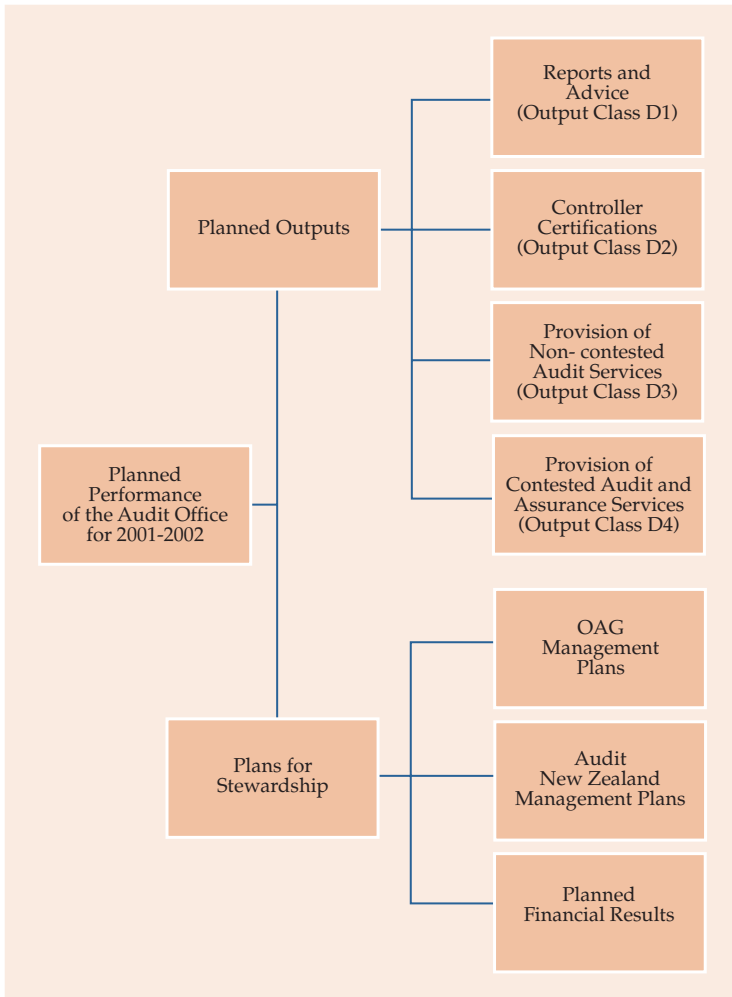 Reports and
Advice
(Output Class D1)
Planned Outputs
Controller
Certifications
(Output Class D2)
Provision of
Non- contested
Audit Services
(Output Class D3)
Planned
Performance
of the Audit Office
for 2001-2002
Provision of
Contested Audit and
Assurance Services
(Output Class D4)
OAG
Management
Plans
Plans for
Stewardship
Audit
New Zealand
Management Plans
Planned
Financial Results